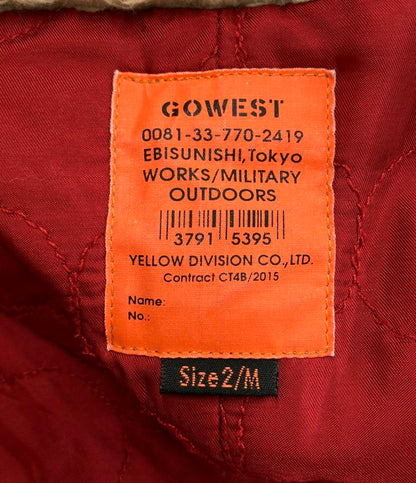 GOWEST
0081-33-770-2419
EBISUNISHI,Tokyo
WORKS/MILITARY
OUTDOORS
3791 5395
YELLOW DIVISION CO.,LTD.
Contract CT4B/2015
Name:
No.:
Size2/M